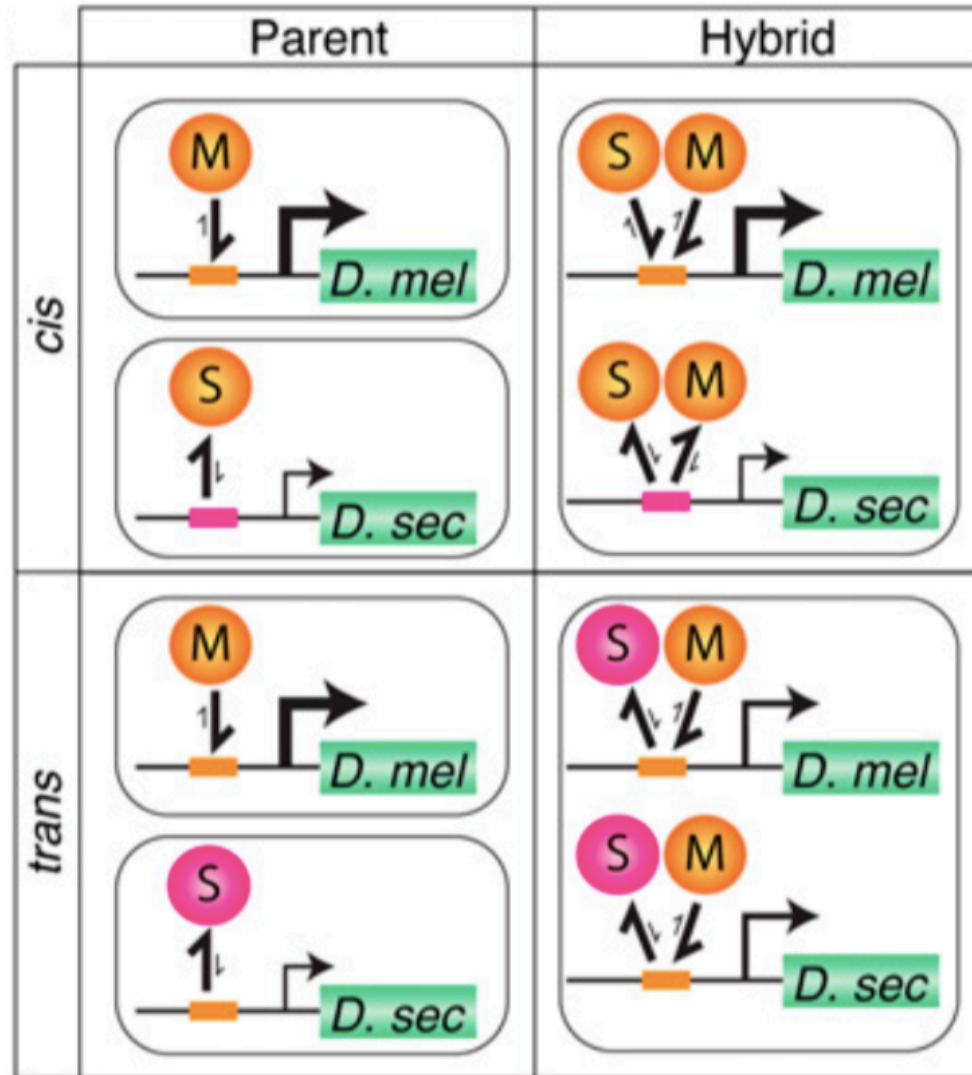 Parent Hybrid
cis
M
D. mel
S
D. sec
S M
D. mel
S M
D. sec
trans
M
D. mel
S
D. sec
S M
D. mel
S M
D. sec